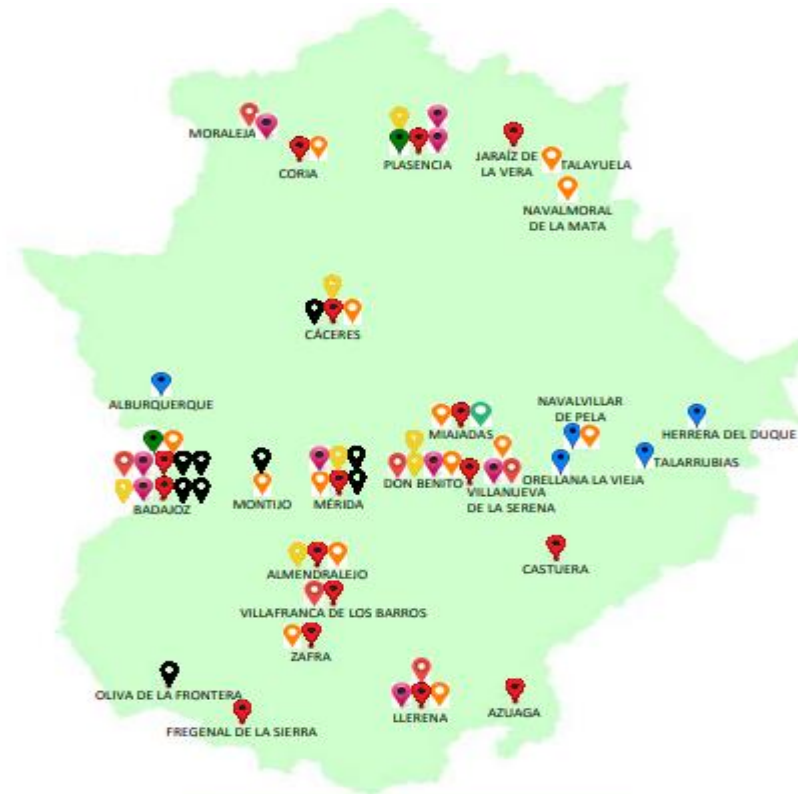 MORALEJA
CORIA
PLASENCIA
JARAÍZ DE
LA VERA
TALAYUELA
NAVALMORAL
DE LA MATA
CÁCERES
ALBURQUERQUE
MIAJADAS
NAVALVILLAR
DE PELA
HERRERA DEL DUQUE
TALARRUBIAS
ORELLANA LA VIEJA
BADAJOZ
MONTIJO
MÉRIDA
DON BENITO
VILLANUEVA
DE LA SERENA
CASTUERA
ALMENDRALEJO
VILLAFRANCA DE LOS BARROS
ZAFRA
OLIVA DE LA FRONTERA
FREGENAL DE LA SIERRA
LLERENA
AZUAGA